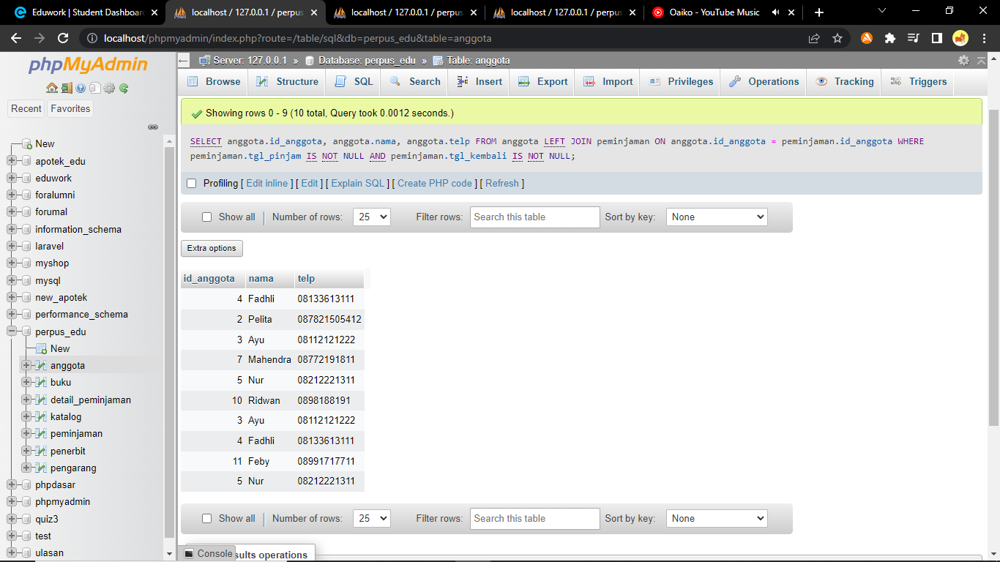 Eduwork | Student Dashboar
localhost / 127.0.0.1 / perpus
localhost / 127.0.0.1 / perpus
localhost / 127.0.0.1 / perpus
Oaiko - YouTube Music
localhost/phpmyadmin/index.php?route=/table/sql&db=perpus_edu&table=anggota
phpMyAdmin
Recent Favorites
New
apotek_edu
eduwork
foralumni
forumal
information_schema
laravel
myshop
mysql
new_apotek
performance_schema
perpus_edu
New
anggota
buku
detail_peminjaman
katalog
peminjaman
penerbit
pengarang
phpdasar
phpmyadmin
quiz3
test
ulasan
Server: 127.0.0.1 » Database: perpus_edu » Table: anggota
Browse Structure SQL Search Insert Export Import Privileges Operations Tracking Triggers
Showing rows 0 - 9 (10 total, Query took 0.0012 seconds.)
SELECT anggota.id_anggota, anggota.nama, anggota.telp FROM anggota LEFT JOIN peminjaman ON anggota.id_anggota = peminjaman.id_anggota WHERE
peminjaman.tgl_pinjam IS NOT NULL AND peminjaman.tgl_kembali IS NOT NULL;
Profiling [ Edit inline ] [ Edit ] [ Explain SQL ] [ Create PHP code ] [ Refresh ]
Show all Number of rows: 25 Filter rows: Search this table Sort by key: None
Extra options
id_anggota nama telp
4 Fadhli 08133613111
2 Pelita 087821505412
3 Ayu 08112121222
7 Mahendra 08772191811
5 Nur 08212221311
10 Ridwan 0898188191
3 Ayu 08112121222
4 Fadhli 08133613111
11 Feby 08991717711
5 Nur 08212221311
Show all Number of rows: 25 Filter rows: Search this table Sort by key: None
Console sults operations